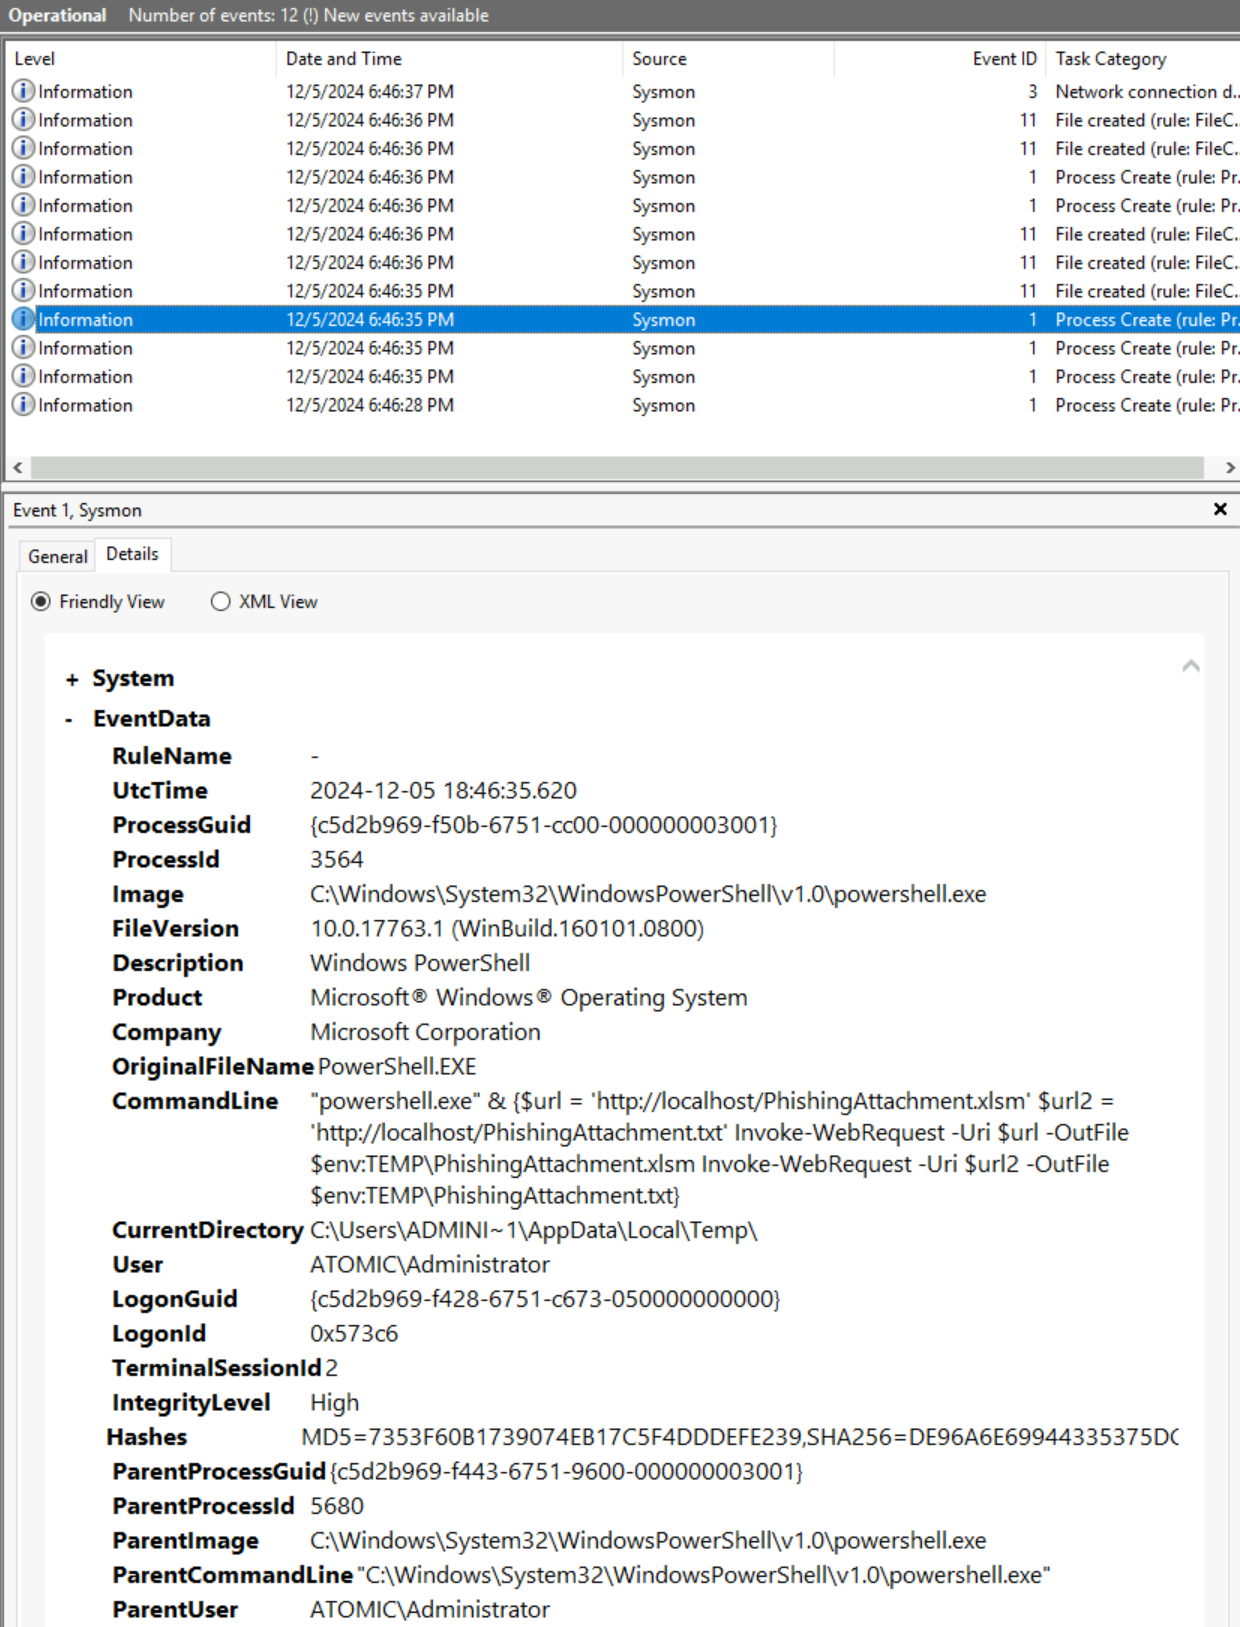 Operational Number of events: 12 (!) New events available
Level Date and Time Source Event ID Task Category
Information 12/5/2024 6:46:37 PM Sysmon 3 Network connection d...
Information 12/5/2024 6:46:36 PM Sysmon 11 File created (rule: FileC...
Information 12/5/2024 6:46:36 PM Sysmon 11 File created (rule: FileC...
Information 12/5/2024 6:46:36 PM Sysmon 1 Process Create (rule: Pr...
Information 12/5/2024 6:46:36 PM Sysmon 1 Process Create (rule: Pr...
Information 12/5/2024 6:46:36 PM Sysmon 11 File created (rule: FileC...
Information 12/5/2024 6:46:36 PM Sysmon 11 File created (rule: FileC...
Information 12/5/2024 6:46:35 PM Sysmon 11 File created (rule: FileC...
Information 12/5/2024 6:46:35 PM Sysmon 1 Process Create (rule: Pr...
Information 12/5/2024 6:46:35 PM Sysmon 1 Process Create (rule: Pr...
Information 12/5/2024 6:46:35 PM Sysmon 1 Process Create (rule: Pr...
Information 12/5/2024 6:46:28 PM Sysmon 1 Process Create (rule: Pr...
Event 1, Sysmon
General Details
Friendly View XML View
+ System
- EventData
RuleName -
UtcTime 2024-12-05 18:46:35.620
ProcessGuid {c5d2b969-f50b-6751-cc00-000000003001}
ProcessId 3564
Image C:\Windows\System32\WindowsPowerShell\v1.0\powershell.exe
FileVersion 10.0.17763.1 (WinBuild.160101.0800)
Description Windows PowerShell
Product Microsoft® Windows® Operating System
Company Microsoft Corporation
OriginalFileName PowerShell.EXE
CommandLine "powershell.exe" & {$url = 'http://localhost/PhishingAttachment.xlsm' $url2 =
'http://localhost/PhishingAttachment.txt' Invoke-WebRequest -Uri $url -OutFile
$env:TEMP\PhishingAttachment.xlsm Invoke-WebRequest -Uri $url2 -OutFile
$env:TEMP\PhishingAttachment.txt}
CurrentDirectory C:\Users\ADMINI~1\AppData\Local\Temp\
User ATOMIC\Administrator
LogonGuid {c5d2b969-f428-6751-c673-050000000000}
LogonId 0x573c6
TerminalSessionId 2
IntegrityLevel High
Hashes MD5=7353F60B1739074EB17C5F4DDDEFE239,SHA256=DE96A6E69944335375DC
ParentProcessGuid {c5d2b969-f443-6751-9600-000000003001}
ParentProcessId 5680
ParentImage C:\Windows\System32\WindowsPowerShell\v1.0\powershell.exe
ParentCommandLine "C:\Windows\System32\WindowsPowerShell\v1.0\powershell.exe"
ParentUser ATOMIC\Administrator